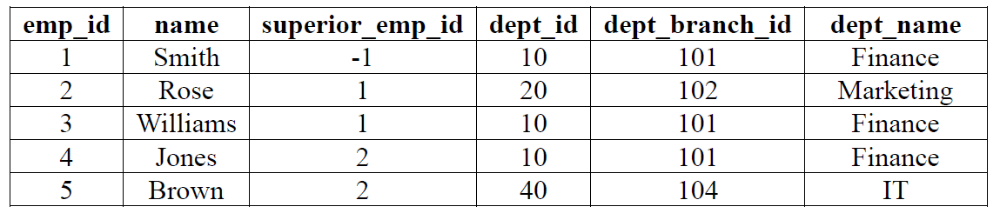 emp_id name superior_emp_id dept_id dept_branch_id dept_name
1 Smith -1 10 101 Finance
2 Rose 1 20 102 Marketing
3 Williams 1 10 101 Finance
4 Jones 2 10 101 Finance
5 Brown 2 40 104 IT